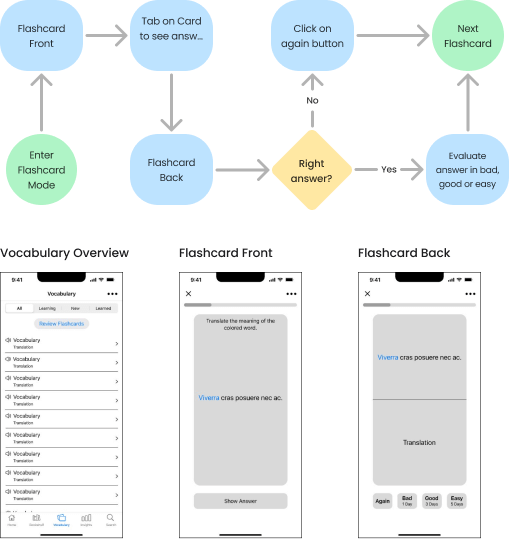 Flashcard
Front
Tab on Card
to see answ...
Click on
again button
Next
Flashcard
No
Enter
Flashcard
Mode
Flashcard
Back
Right
answer?
Yes
Evaluate
answer in bad,
good or easy
Vocabulary Overview
9:41
Vocabulary
All Learning New Learned
Review Flashcards
Vocabulary
Translation
Vocabulary
Translation
Vocabulary
Translation
Vocabulary
Translation
Vocabulary
Translation
Vocabulary
Translation
Vocabulary
Translation
Vocabulary
Translation
Vocabulary
Translation
Home Vocabulary Insights Search
Flashcard Front
9:41
Translate the meaning of the
colored word.
Viverra cras posuere nec ac.
Show Answer
Flashcard Back
9:41
Viverra cras posuere nec ac.
Translation
Again
Bad
1 Day
Good
3 Days
Easy
5 Days